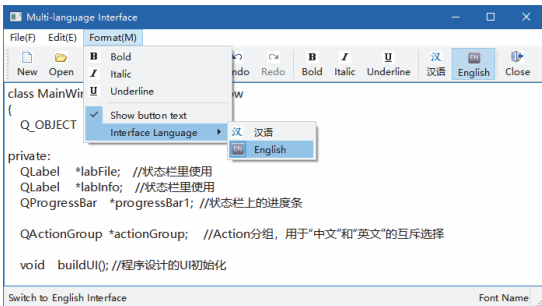 Multi-language Interface
File(F) Edit(E) Format(M)
New Open ndo Redo Bold Italic Underline 汉语 English Close
Bold
Italic
Underline
Show button text
Interface Language
汉语
English
class MainWin ow
{
Q_OBJECT
private:
QLabel *labFile; //状态栏里使用
QLabel *labInfo; //状态栏里使用
QProgressBar *progressBar1; //状态栏上的进度条
QActionGroup *actionGroup; //Action分组，用于“中文”和“英文”的互斥选择
void buildUI(); //程序设计的UI初始化
Switch to English Interface Font Name